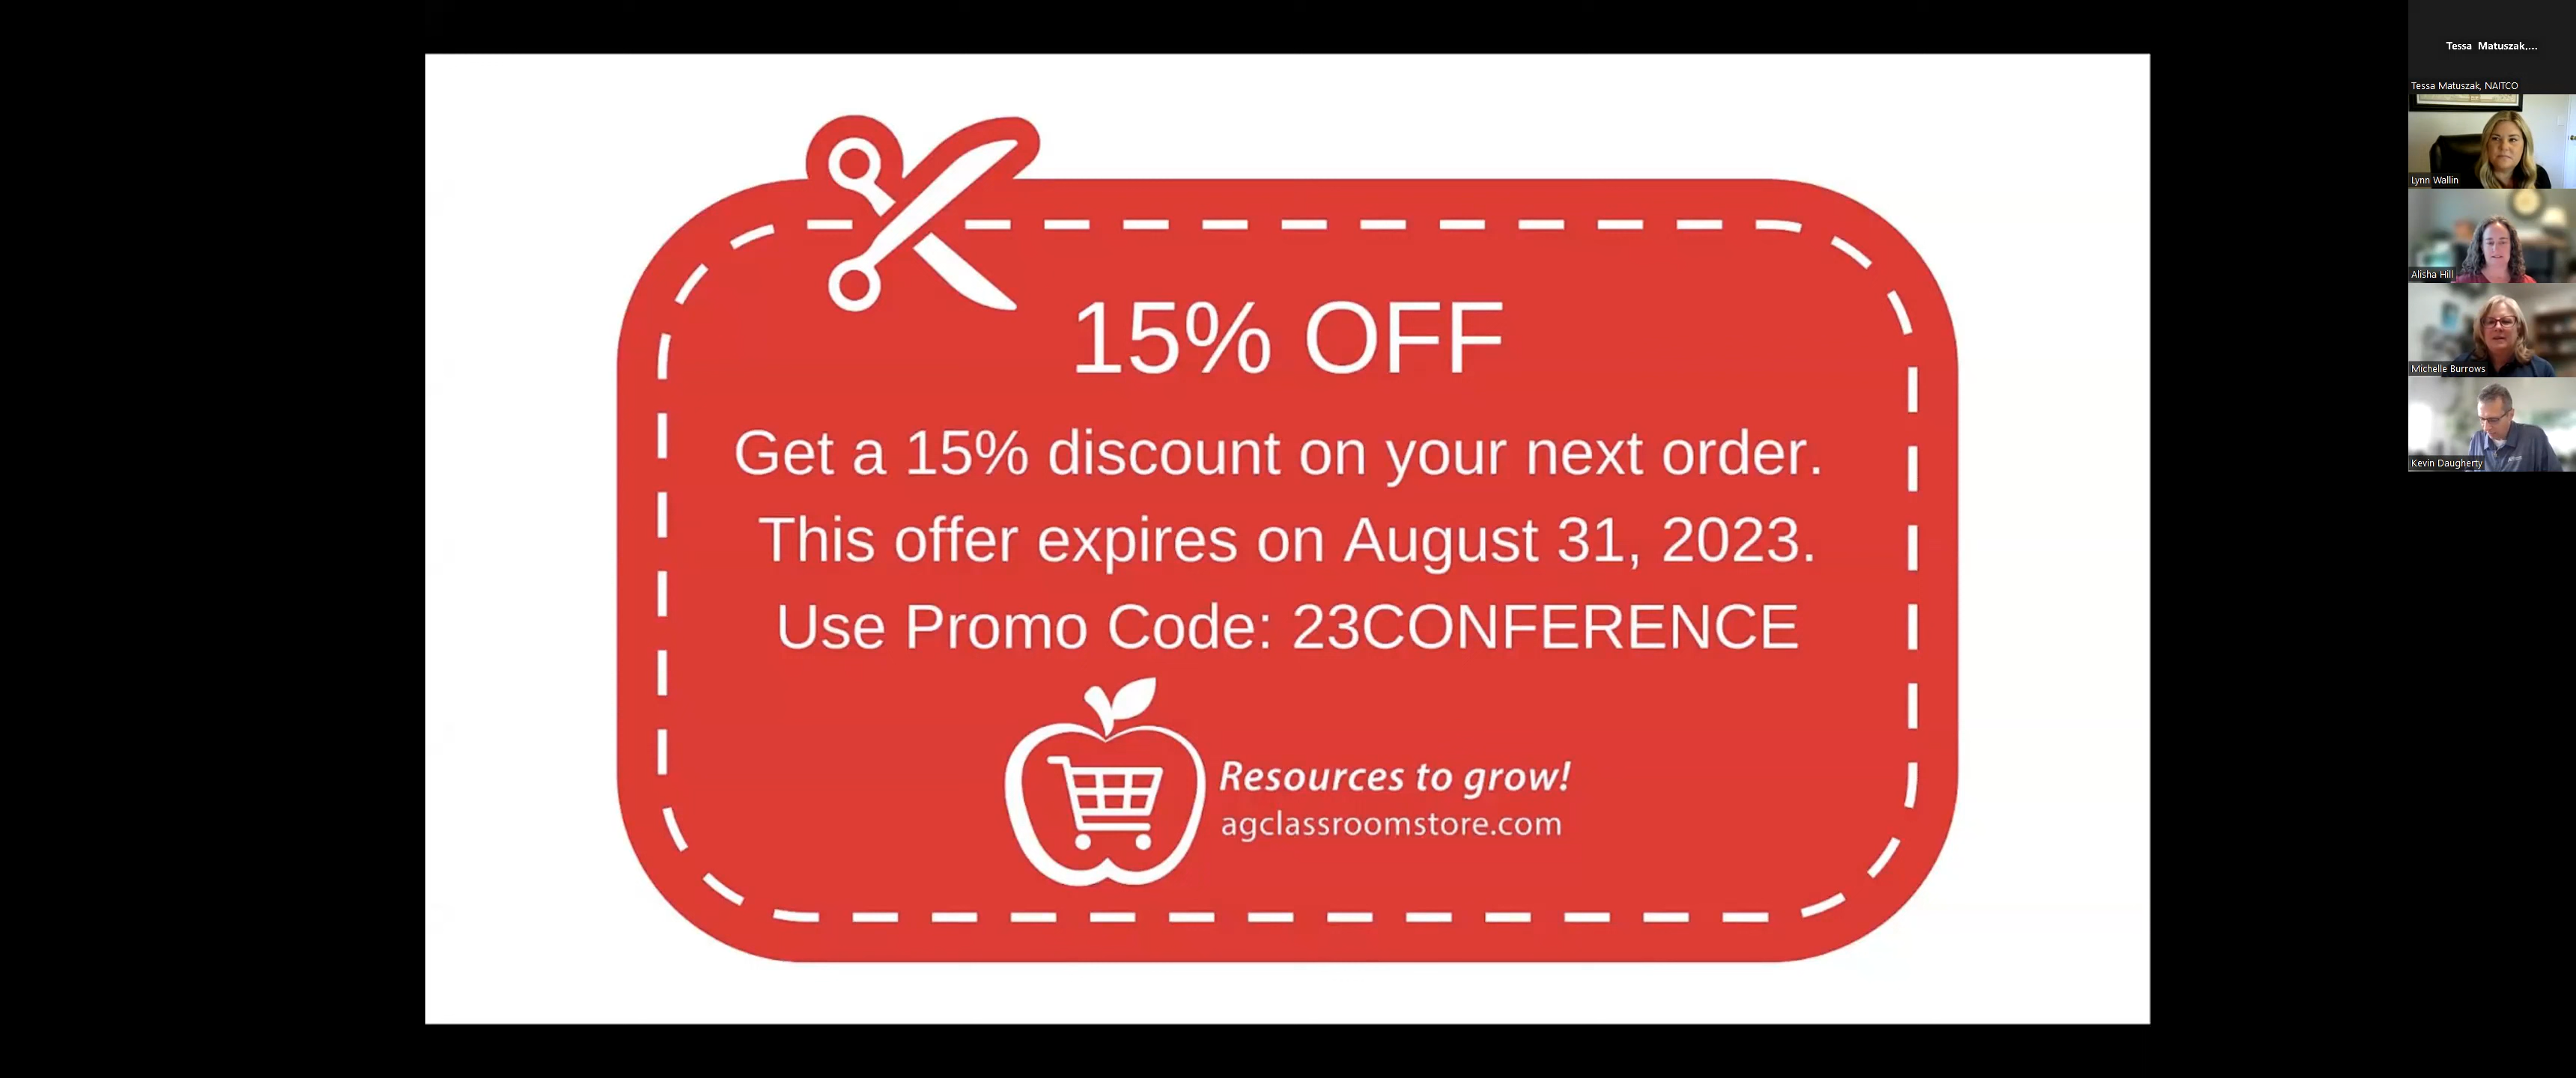 15% OFF
Get a 15% discount on your next order.
This offer expires on August 31, 2023.
Use Promo Code: 23CONFERENCE
Resources to grow!
agclassroomstore.com
Tessa Matuszak,...
Tessa Matuszak, NAITCO
Lynn Wallin
Alisha Hill
Michelle Burrows
Kevin Daugherty